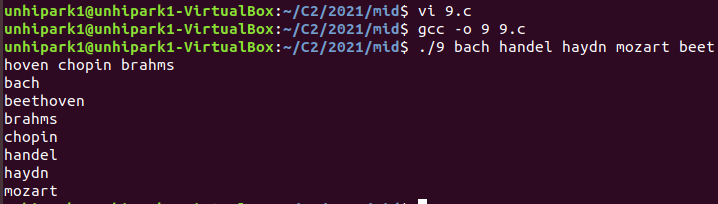 unhipark1@unhipark1-VirtualBox:~/C2/2021/mid$ vi 9.c
unhipark1@unhipark1-VirtualBox:~/C2/2021/mid$ gcc -o 9 9.c
unhipark1@unhipark1-VirtualBox:~/C2/2021/mid$ ./9 bach handel haydn mozart beet
hoven chopin brahms
bach
beethoven
brahms
chopin
handel
haydn
mozart